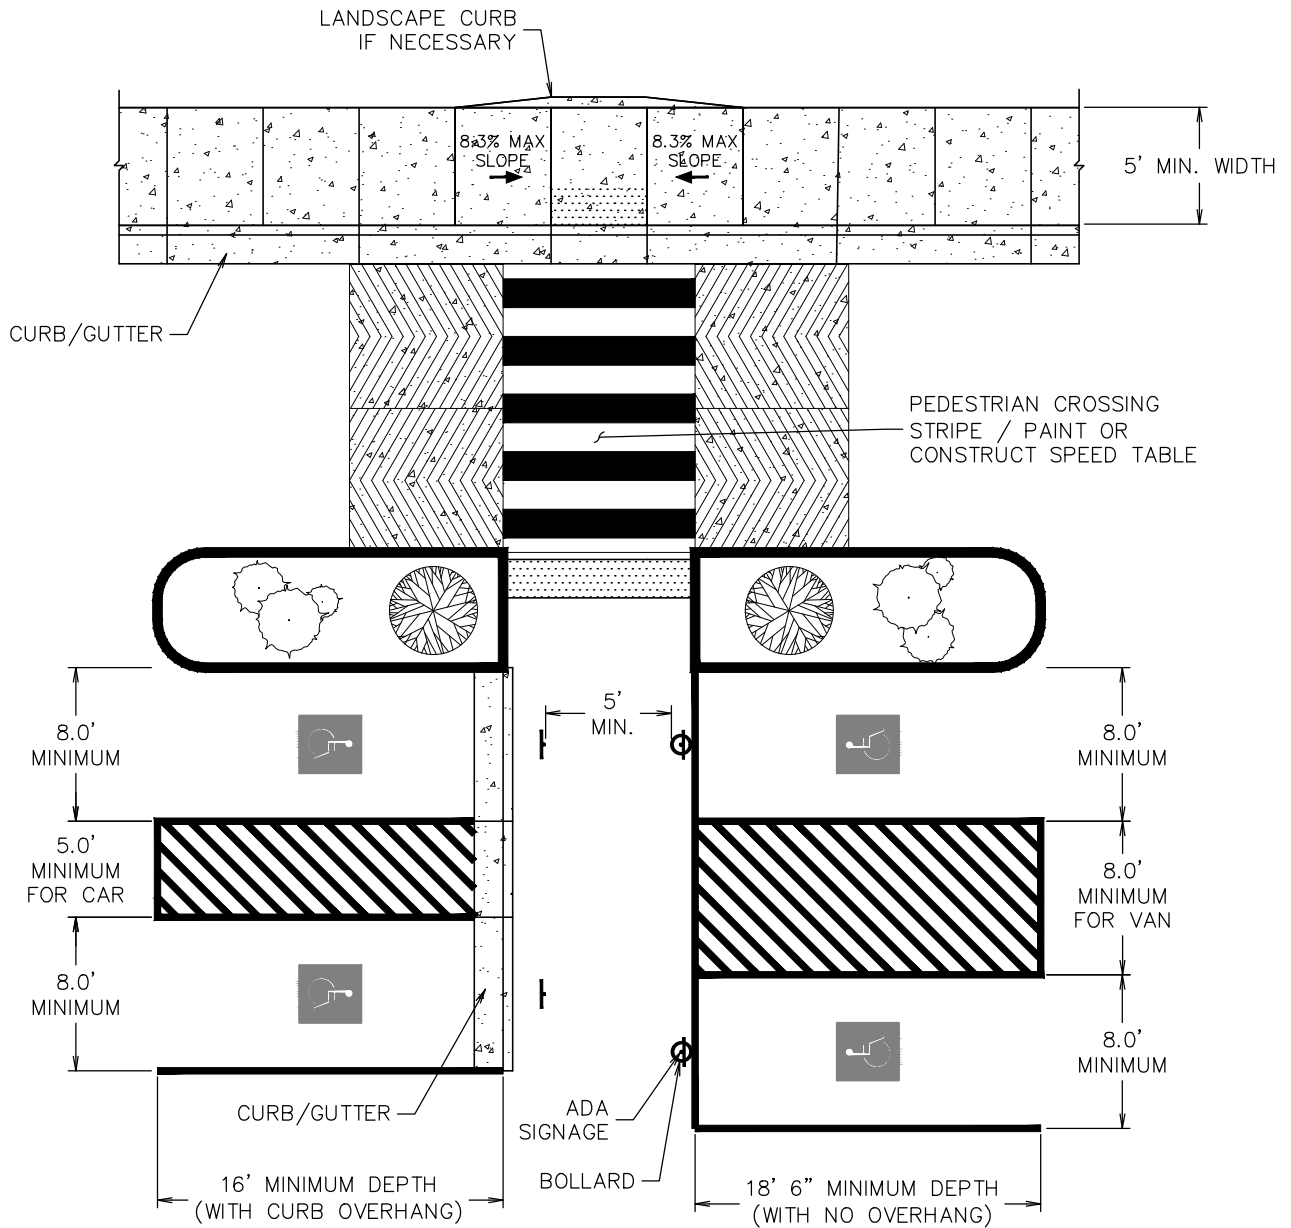 LANDSCAPE CURB
IF NECESSARY
8.3% MAX
SLOPE
8.3% MAX
SLOPE
5' MIN. WIDTH
CURB/GUTTER
PEDESTRIAN CROSSING
STRIPE / PAINT OR
CONSTRUCT SPEED TABLE
5'
MIN.
8.0'
MINIMUM
8.0'
MINIMUM
5.0'
MINIMUM
FOR CAR
8.0'
MINIMUM
FOR VAN
8.0'
MINIMUM
8.0'
MINIMUM
CURB/GUTTER
ADA
SIGNAGE
BOLLARD
16' MINIMUM DEPTH
(WITH CURB OVERHANG)
18' 6" MINIMUM DEPTH
(WITH NO OVERHANG)